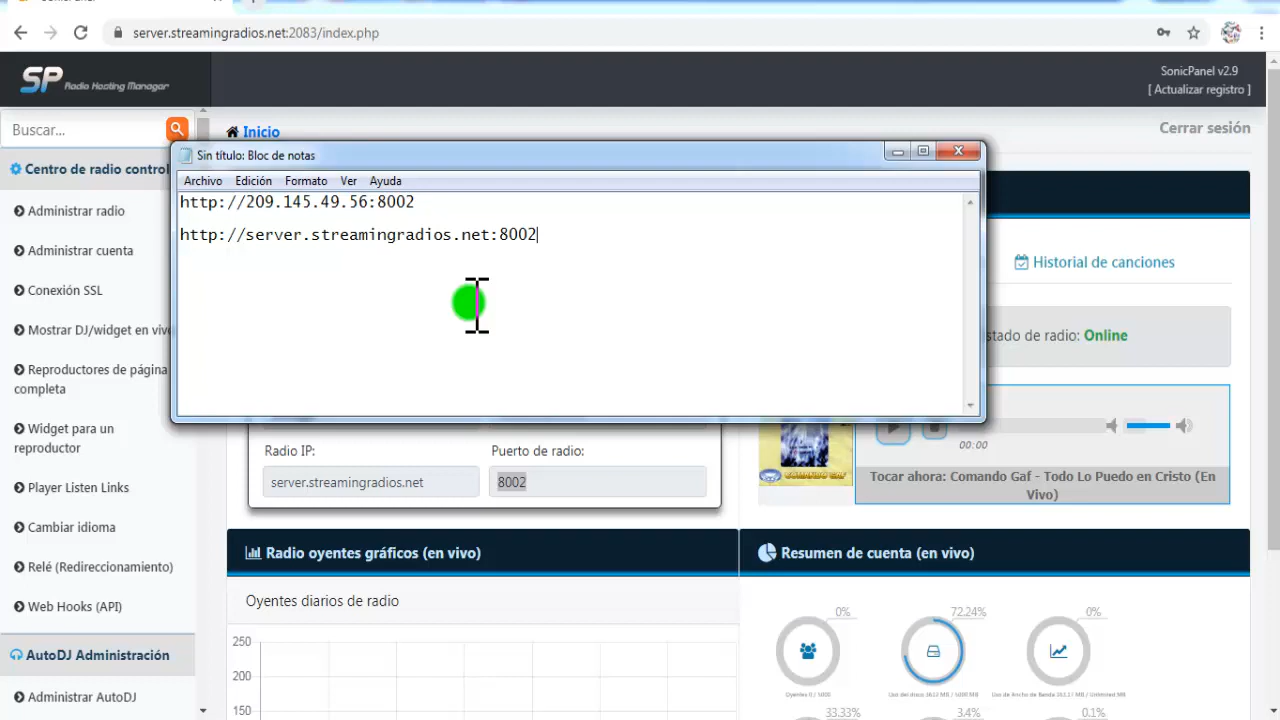 server.streamingradios.net:2083/index.php
SP Radio Hosting Manager
SonicPanel v2.9
[ Actualizar registro ]
Buscar...
Inicio
Cerrar sesión
Centro de radio control
Administrar radio
Administrar cuenta
Conexión SSL
Mostrar DJ/widget en viv
Reproductores de página
completa
Widget para un
reproductor
Player Listen Links
Cambiar idioma
Relé (Redireccionamiento)
Web Hooks (API)
AutoDJ Administración
Administrar AutoDJ
Sin título: Bloc de notas
Archivo Edición Formato Ver Ayuda
http://209.145.49.56:8002
http://server.streamingradios.net:8002
Historial de canciones
stado de radio: Online
Radio IP: Puerto de radio:
server.streamingradios.net 8002
00:00
COMANDO GAF
Tocar ahora: Comando Gaf - Todo Lo Puedo en Cristo (En
Vivo)
Radio oyentes gráficos (en vivo)
Oyentes diarios de radio
250
200
150
Resumen de cuenta (en vivo)
0% 72.24% 0%
33.33% 3.4% 0.1%